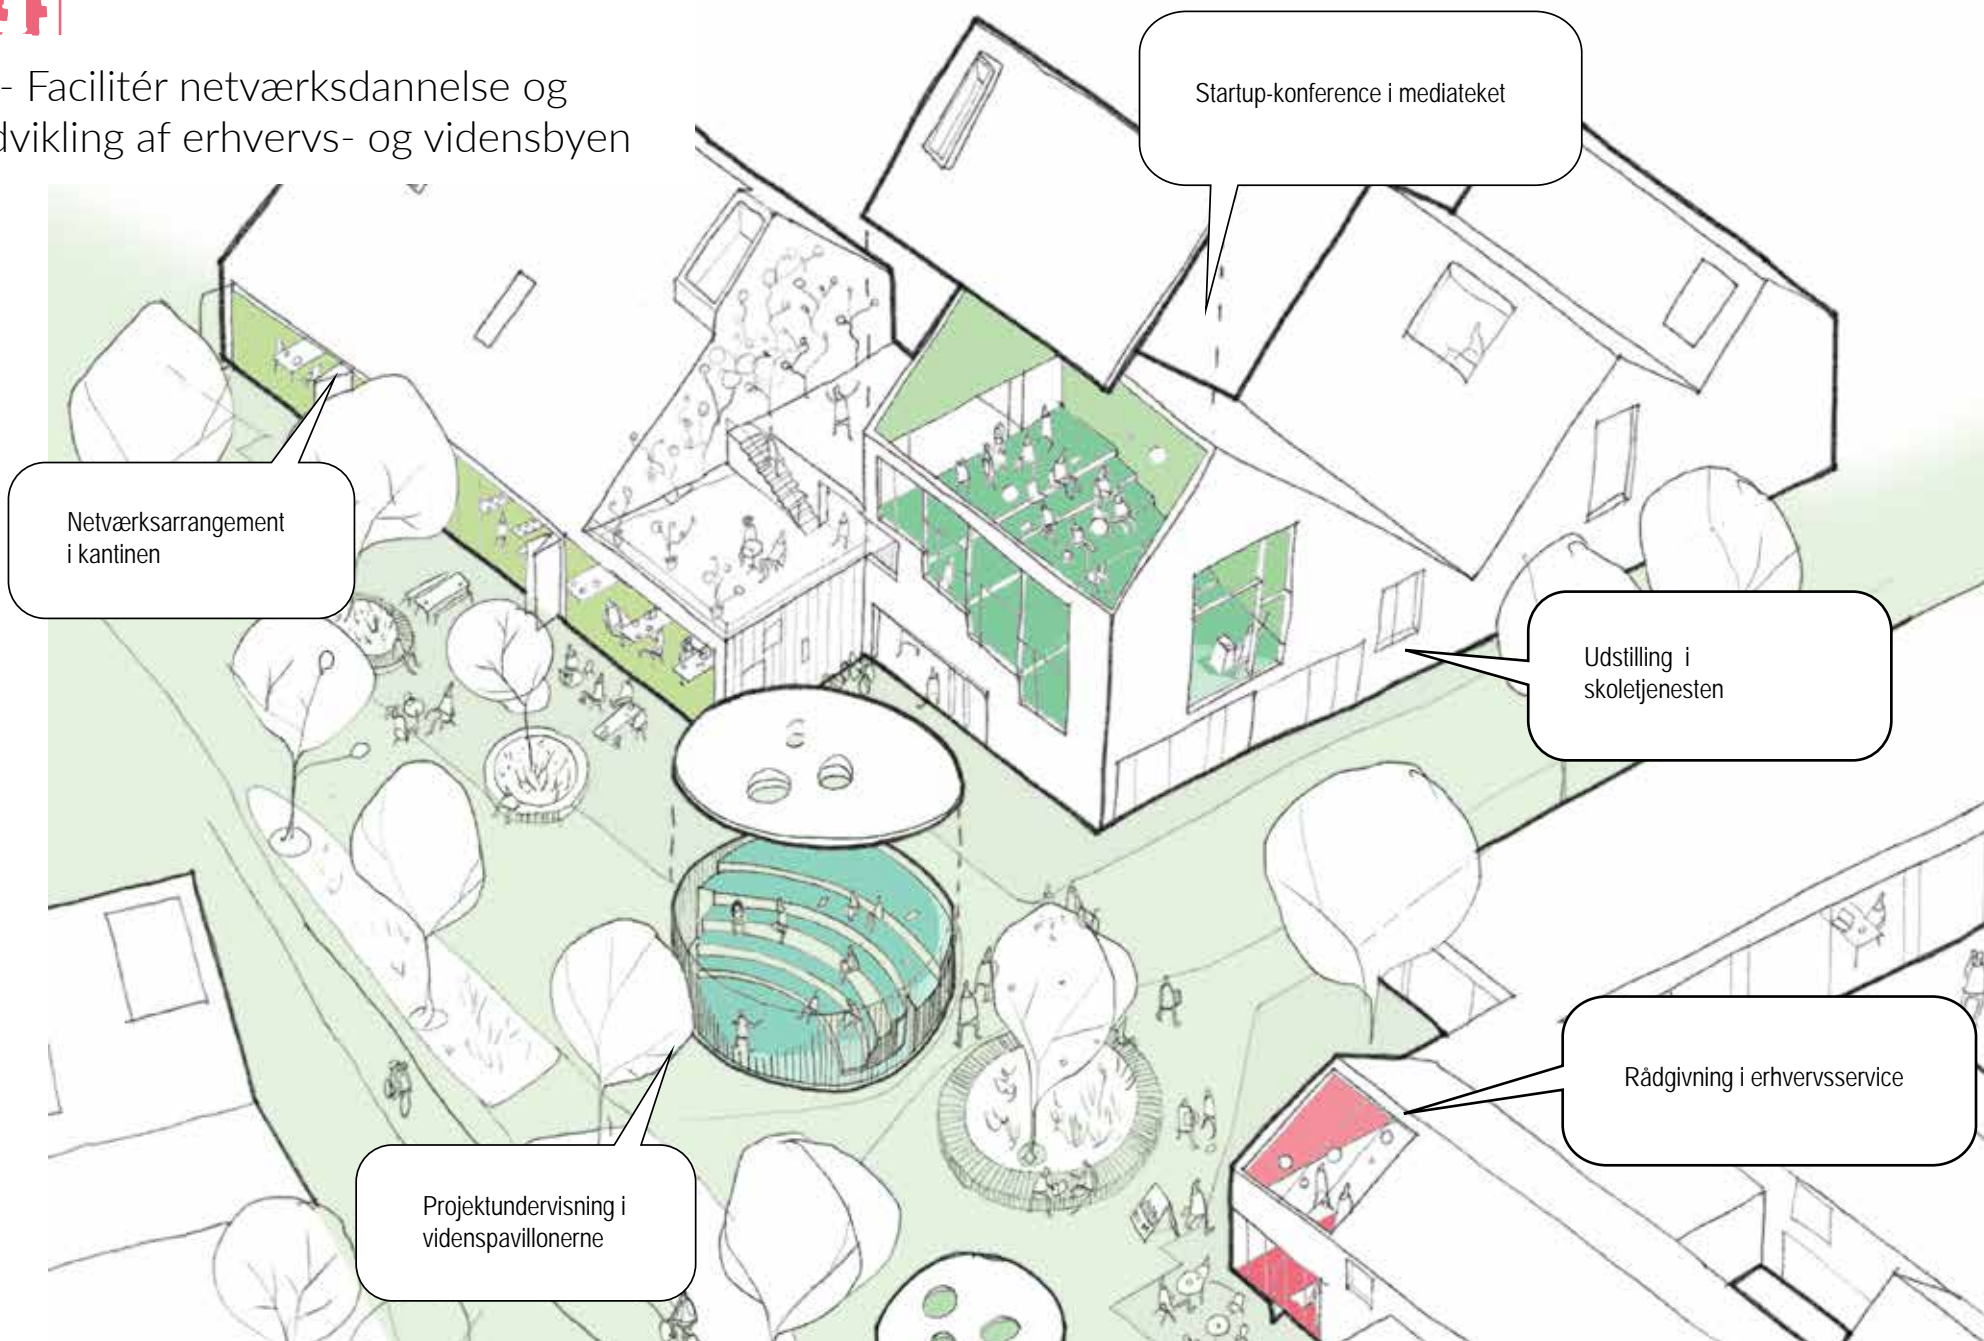 - Facilitér netværksdannelse og
dvikling af erhvervs- og vidensbyen
Startup-konference i mediateket
Netværksarrangement
i kantinen
Udstilling i
skoletjenesten
Rådgivning i erhvervsservice
Projektundervisning i
videnspavillonerne